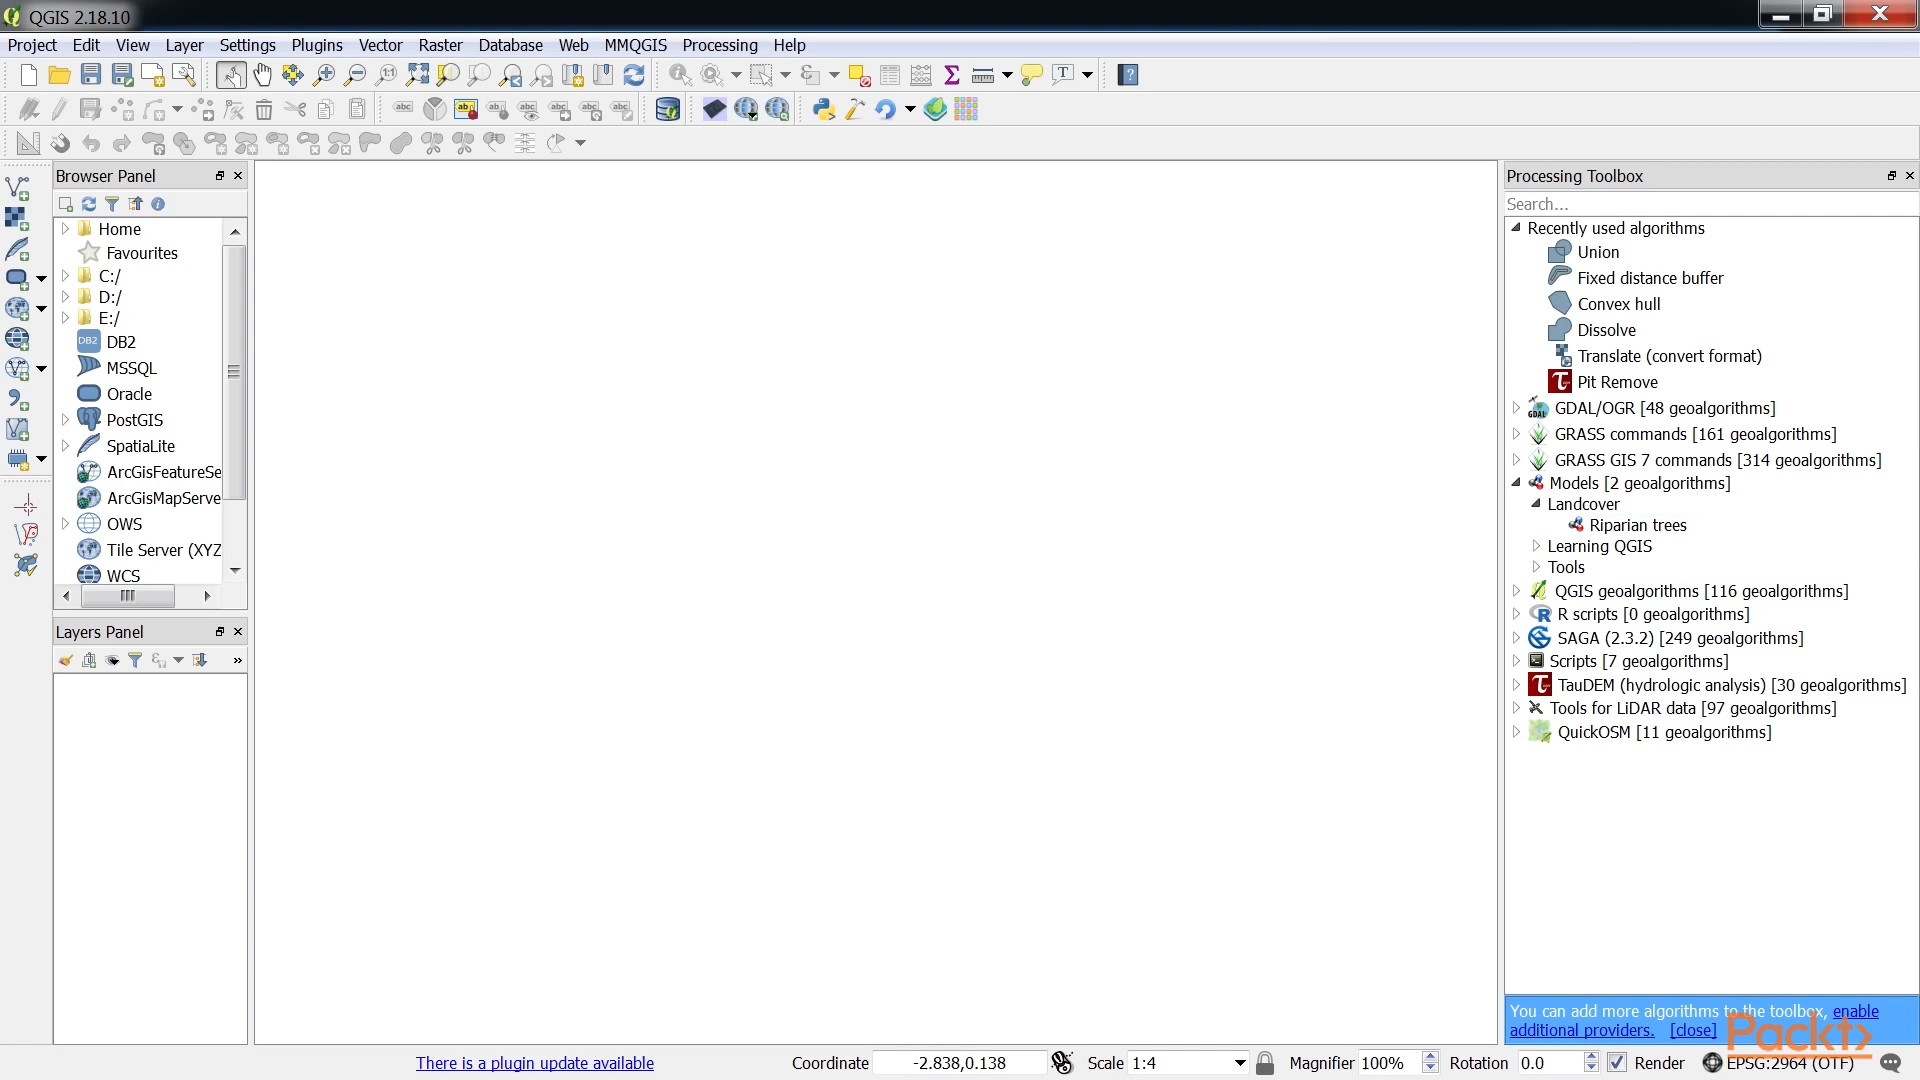 QGIS 2.18.10
Project Edit View Layer Settings Plugins Vector Raster Database Web MMQGIS Processing Help
Browser Panel
Home
Favourites
C:/
D:/
E:/
DB2 DB2
MSSQL
Oracle
PostGIS
SpatiaLite
ArcGisFeatureSe
ArcGisMapServe
OWS
Tile Server (XYZ
WCS
Layers Panel
Processing Toolbox
Search...
Recently used algorithms
Union
Fixed distance buffer
Convex hull
Dissolve
Translate (convert format)
Pit Remove
GDAL/OGR [48 geoalgorithms]
GRASS commands [161 geoalgorithms]
GRASS GIS 7 commands [314 geoalgorithms]
Models [2 geoalgorithms]
Landcover
Riparian trees
Learning QGIS
Tools
QGIS geoalgorithms [116 geoalgorithms]
R scripts [0 geoalgorithms]
SAGA (2.3.2) [249 geoalgorithms]
Scripts [7 geoalgorithms]
TauDEM (hydrologic analysis) [30 geoalgorithms]
Tools for LiDAR data [97 geoalgorithms]
QuickOSM [11 geoalgorithms]
You can add more algorithms to the toolbox, enable
additional providers. [close]
Packt>
There is a plugin update available Coordinate -2.838,0.138 Scale 1:4 Magnifier 100% Rotation 0.0 Render EPSG:2964 (OTF)